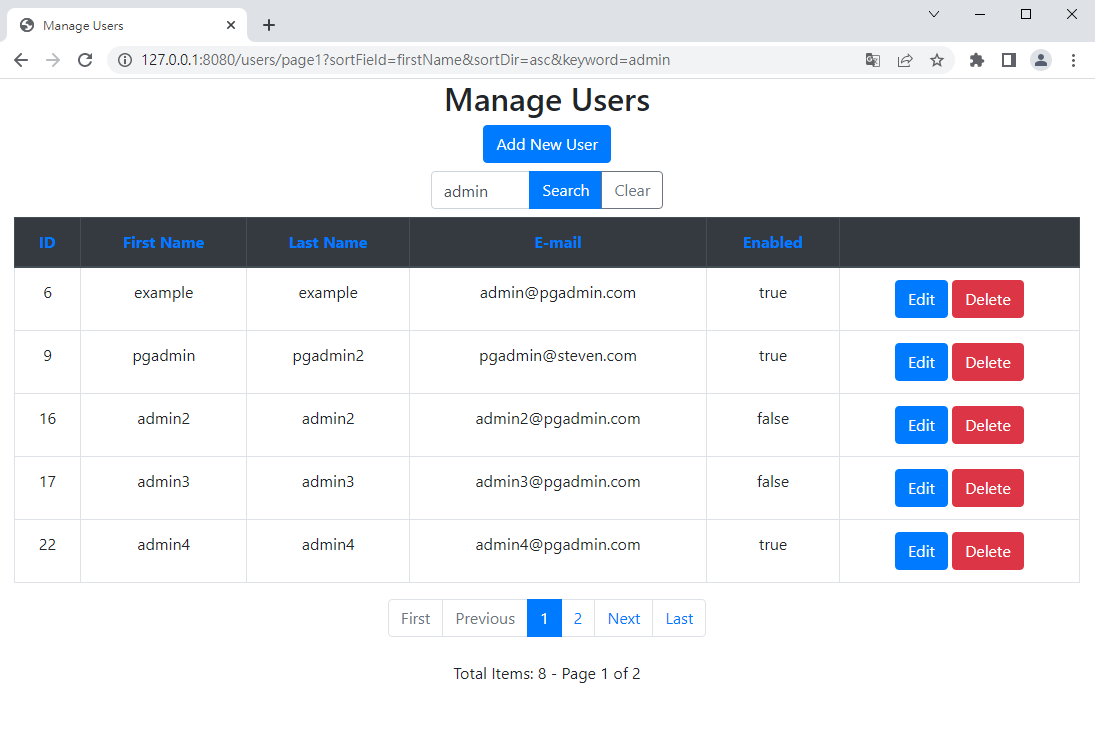 Manage Users
127.0.0.1:8080/users/page1?sortField=firstName&sortDir=asc&keyword=admin
Manage Users
Add New User
admin Search Clear
ID First Name Last Name E-mail Enabled
6 example example admin@pgadmin.com true Edit Delete
9 pgadmin pgadmin2 pgadmin@steven.com true Edit Delete
16 admin2 admin2 admin2@pgadmin.com false Edit Delete
17 admin3 admin3 admin3@pgadmin.com false Edit Delete
22 admin4 admin4 admin4@pgadmin.com true Edit Delete
First Previous 1 2 Next Last
Total Items: 8 - Page 1 of 2